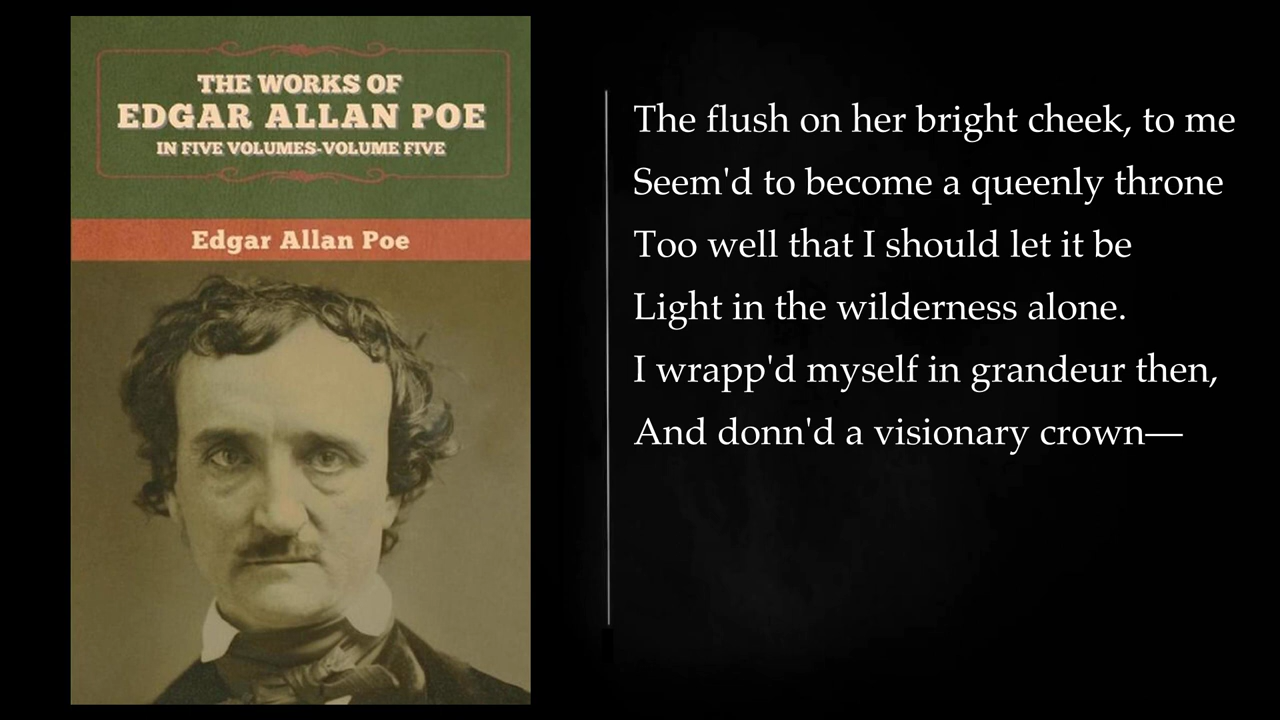 THE WORKS OF
EDGAR ALLAN POE
IN FIVE VOLUMES-VOLUME FIVE
Edgar Allan Poe
The flush on her bright cheek, to me
Seem'd to become a queenly throne
Too well that I should let it be
Light in the wilderness alone.
I wrapp'd myself in grandeur then,
And donn'd a visionary crown—